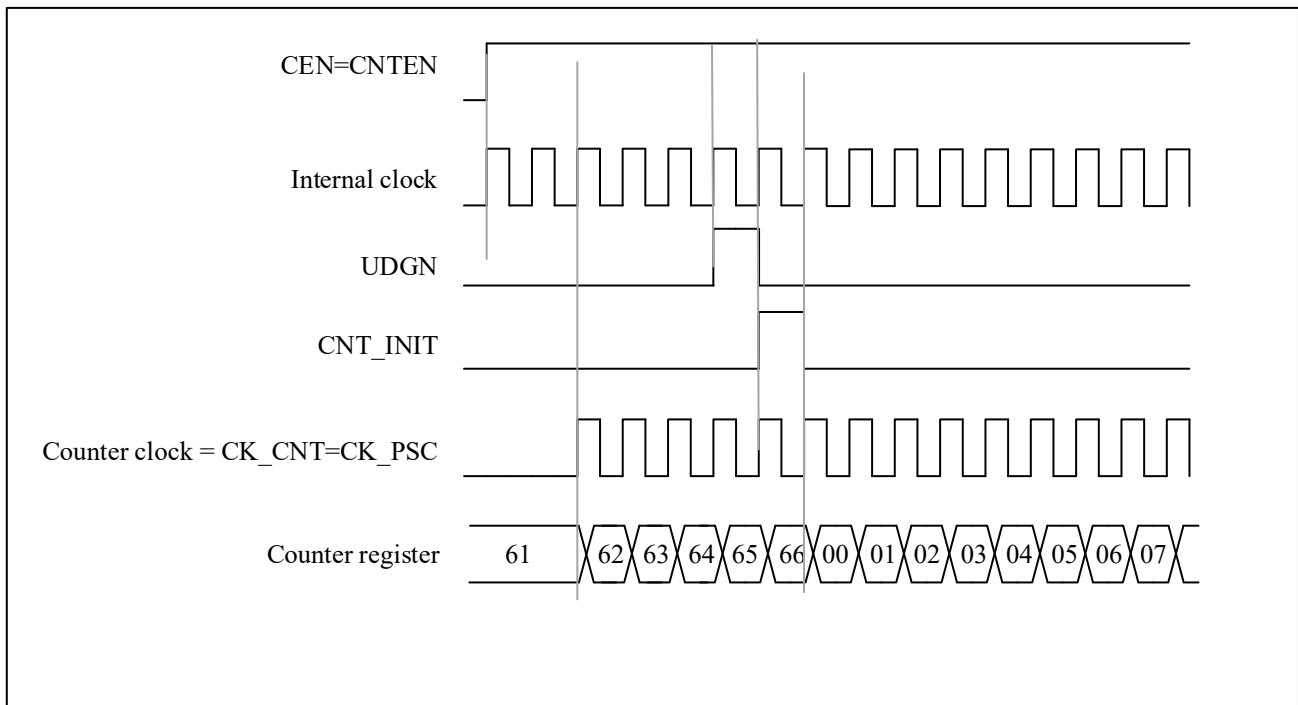 CEN=CNTEN
Internal clock
UDGN
CNT_INIT
Counter clock = CK_CNT=CK_PSC
Counter register 61 62 63 64 65 66 00 01 02 03 04 05 06 07